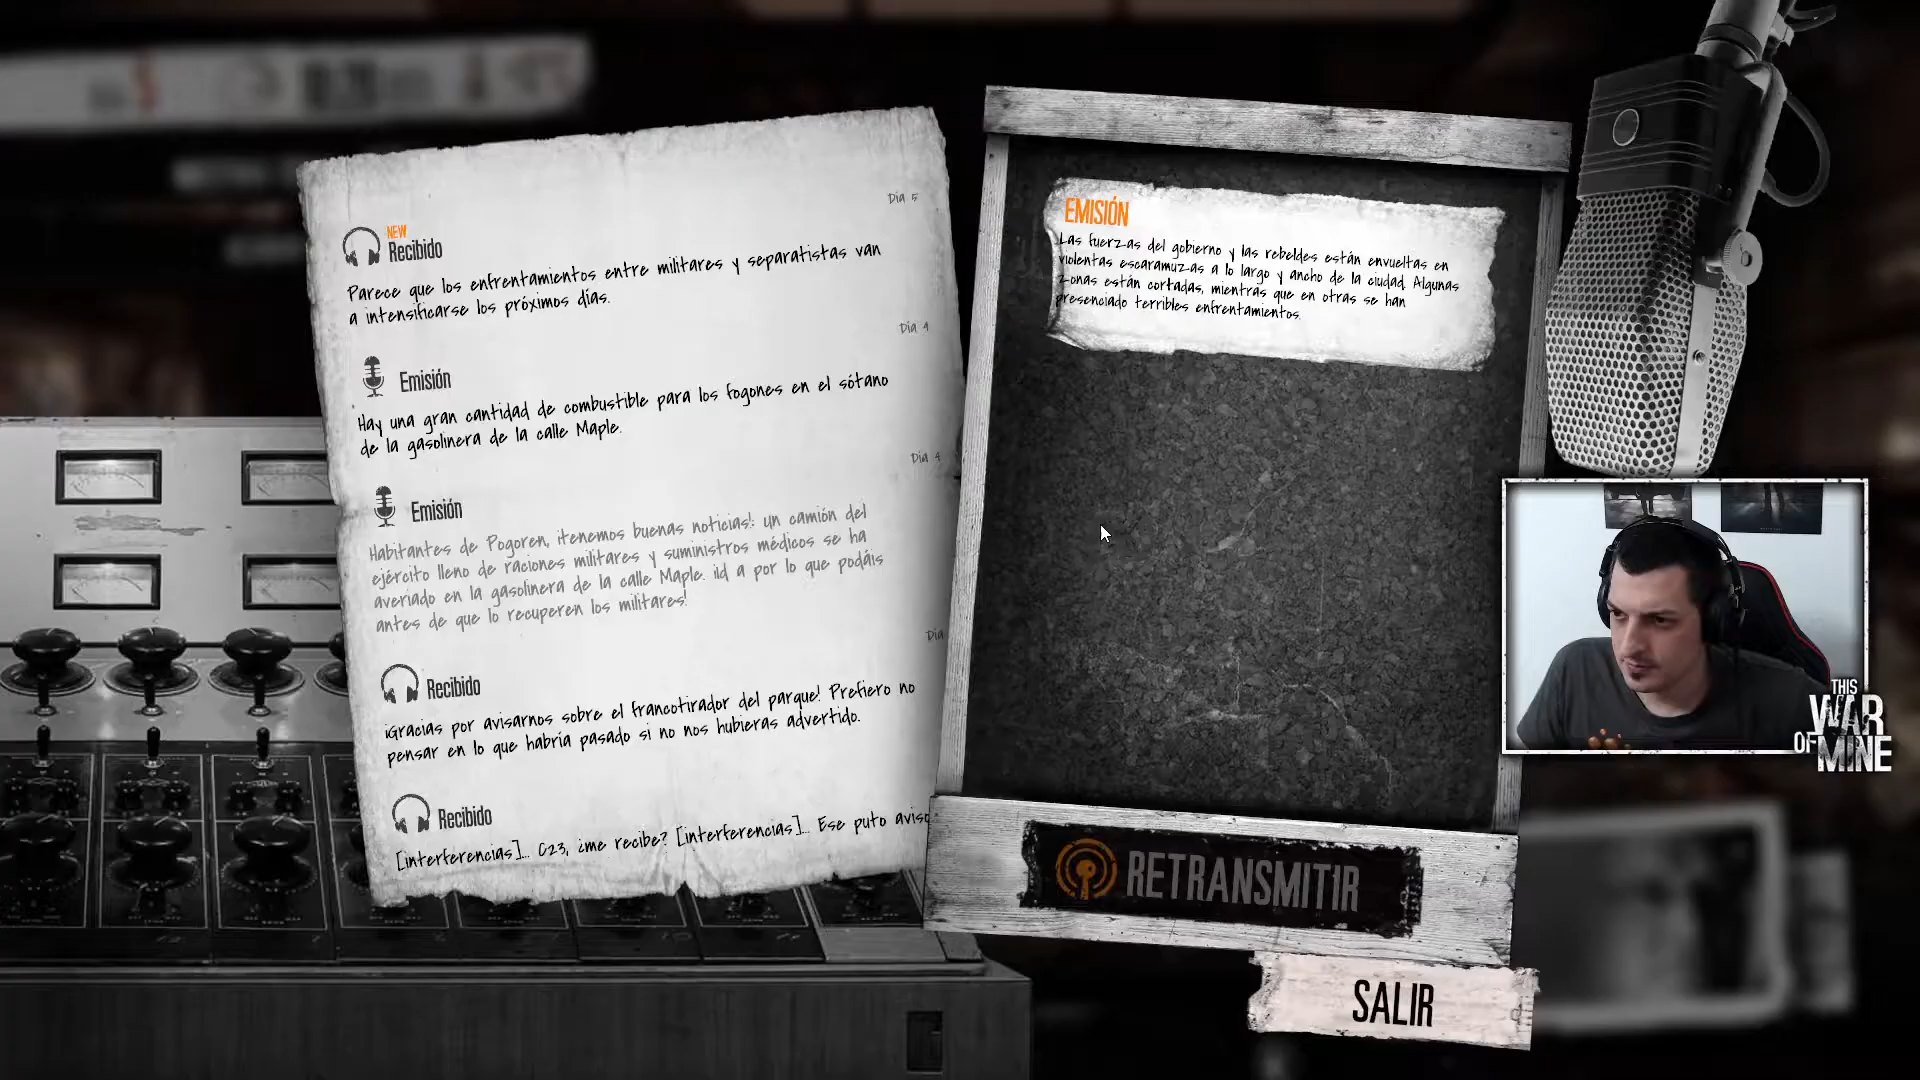 Día 5
NEW
Recibido
Parece que los enfrentamientos entre militares y separatistas van
a intensificarse los próximos días.
Día 4
Emisión
Hay una gran cantidad de combustible para los fogones en el sótano
de la gasolinera de la calle Maple.
Día 4
Emisión
Habitantes de Pogoren, ¡tenemos buenas noticias!: un camión del
ejército lleno de raciones militares y suministros médicos se ha
averiado en la gasolinera de la calle Maple. ¡Id a por lo que podáis
antes de que lo recuperen los militares!
Día
Recibido
¡Gracias por avisarnos sobre el francotirador del parque! Prefiero no
pensar en lo que habría pasado si no nos hubieras advertido.
Recibido
[interferencias]... C23, ¿me recibe? [interferencias]... Ese puto aviso
EMISIÓN
Las fuerzas del gobierno y las rebeldes están envueltas en
violentas escaramuzas a lo largo y ancho de la ciudad. Algunas
zonas están cortadas, mientras que en otras se han
presenciado terribles enfrentamientos.
RETRANSMITIR
SALIR
THIS
WAR
OF MINE